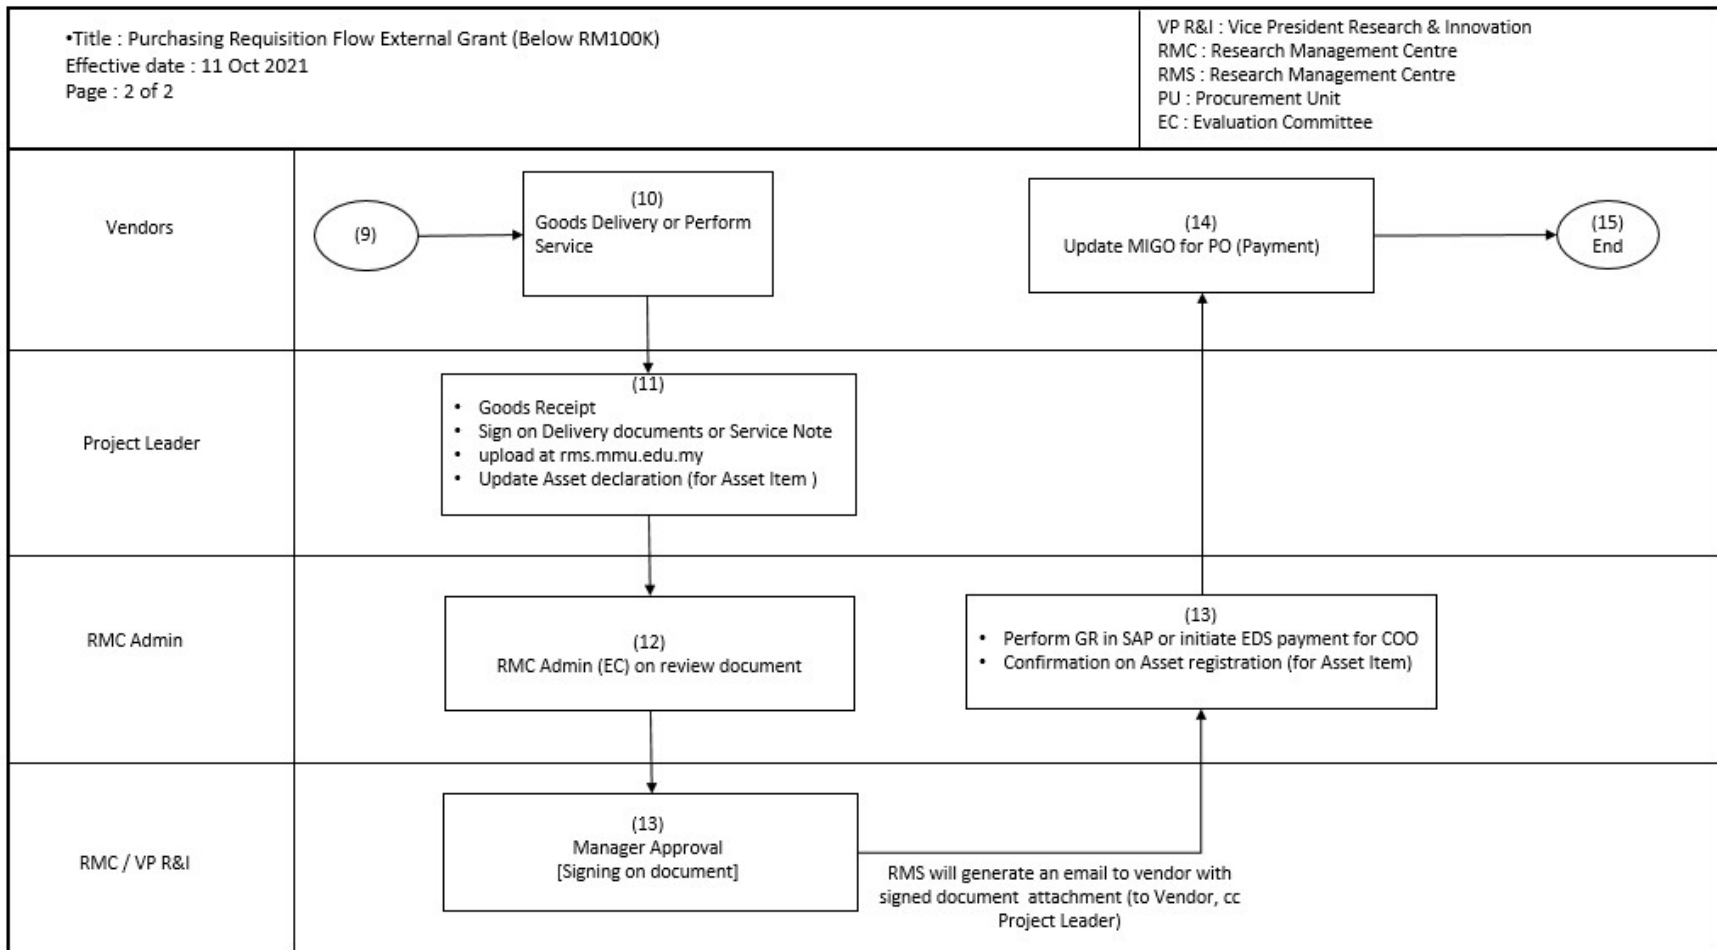 •Title : Purchasing Requisition Flow External Grant (Below RM100K)
Effective date : 11 Oct 2021
Page : 2 of 2
VP R&I : Vice President Research & Innovation
RMC : Research Management Centre
RMS : Research Management Centre
PU : Procurement Unit
EC : Evaluation Committee
Vendors
(9)
(10)
Goods Delivery or Perform
Service
(14)
Update MIGO for PO (Payment)
(15)
End
Project Leader
(11)
• Goods Receipt
• Sign on Delivery documents or Service Note
• upload at rms.mmu.edu.my
• Update Asset declaration (for Asset Item )
RMC Admin
(12)
RMC Admin (EC) on review document
(13)
• Perform GR in SAP or initiate EDS payment for COO
• Confirmation on Asset registration (for Asset Item)
RMC / VP R&I
(13)
Manager Approval
[Signing on document]
RMS will generate an email to vendor with
signed document attachment (to Vendor, cc
Project Leader)